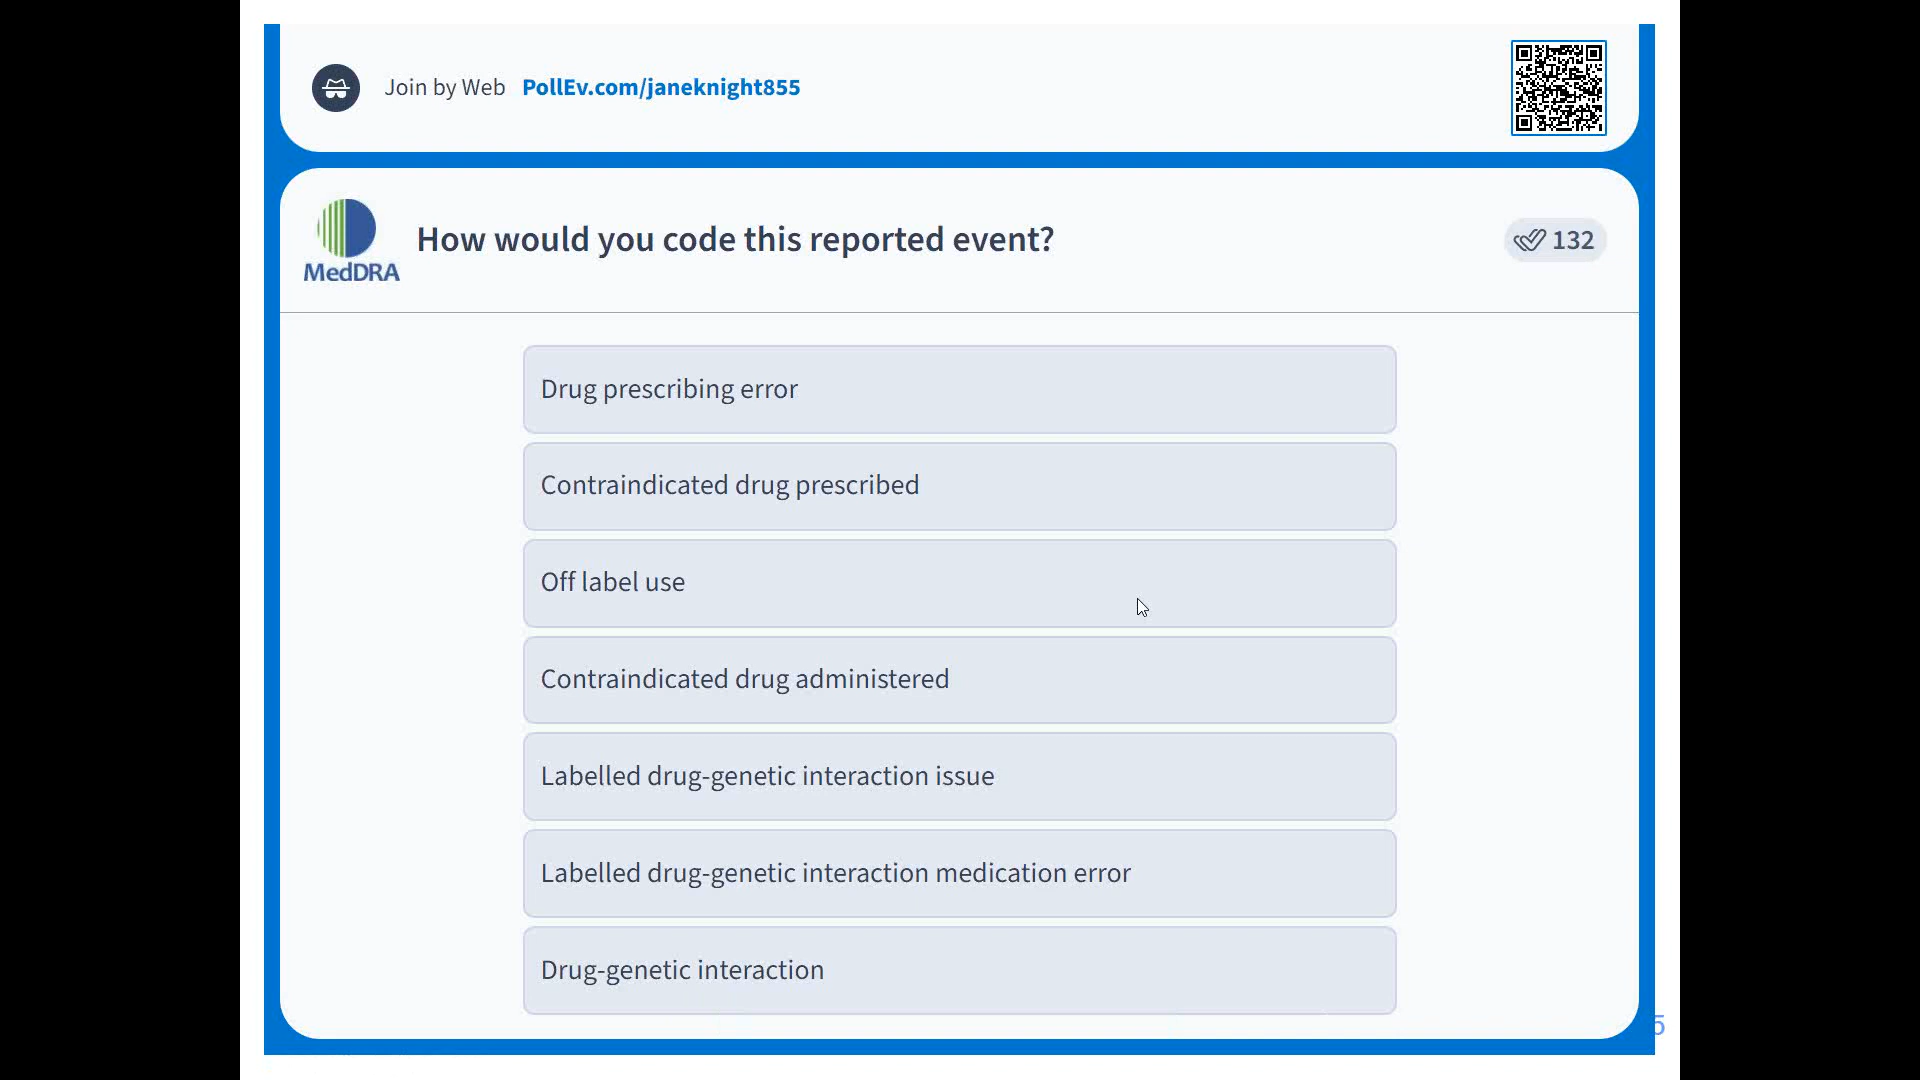 Join by Web PollEv.com/janeknight855
MedDRA
How would you code this reported event?
132
Drug prescribing error
Contraindicated drug prescribed
Off label use
Contraindicated drug administered
Labelled drug-genetic interaction issue
Labelled drug-genetic interaction medication error
Drug-genetic interaction
5